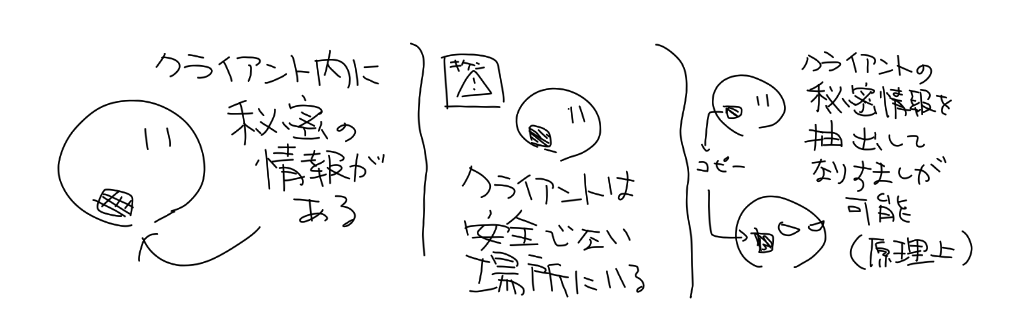 クライアント内に
秘密の
情報が
ある
キケン
クライアントは
安全でない
場所にいる
クライアントの
秘密情報を
抽出して
なりすましが
可能
(原理上)
コピー